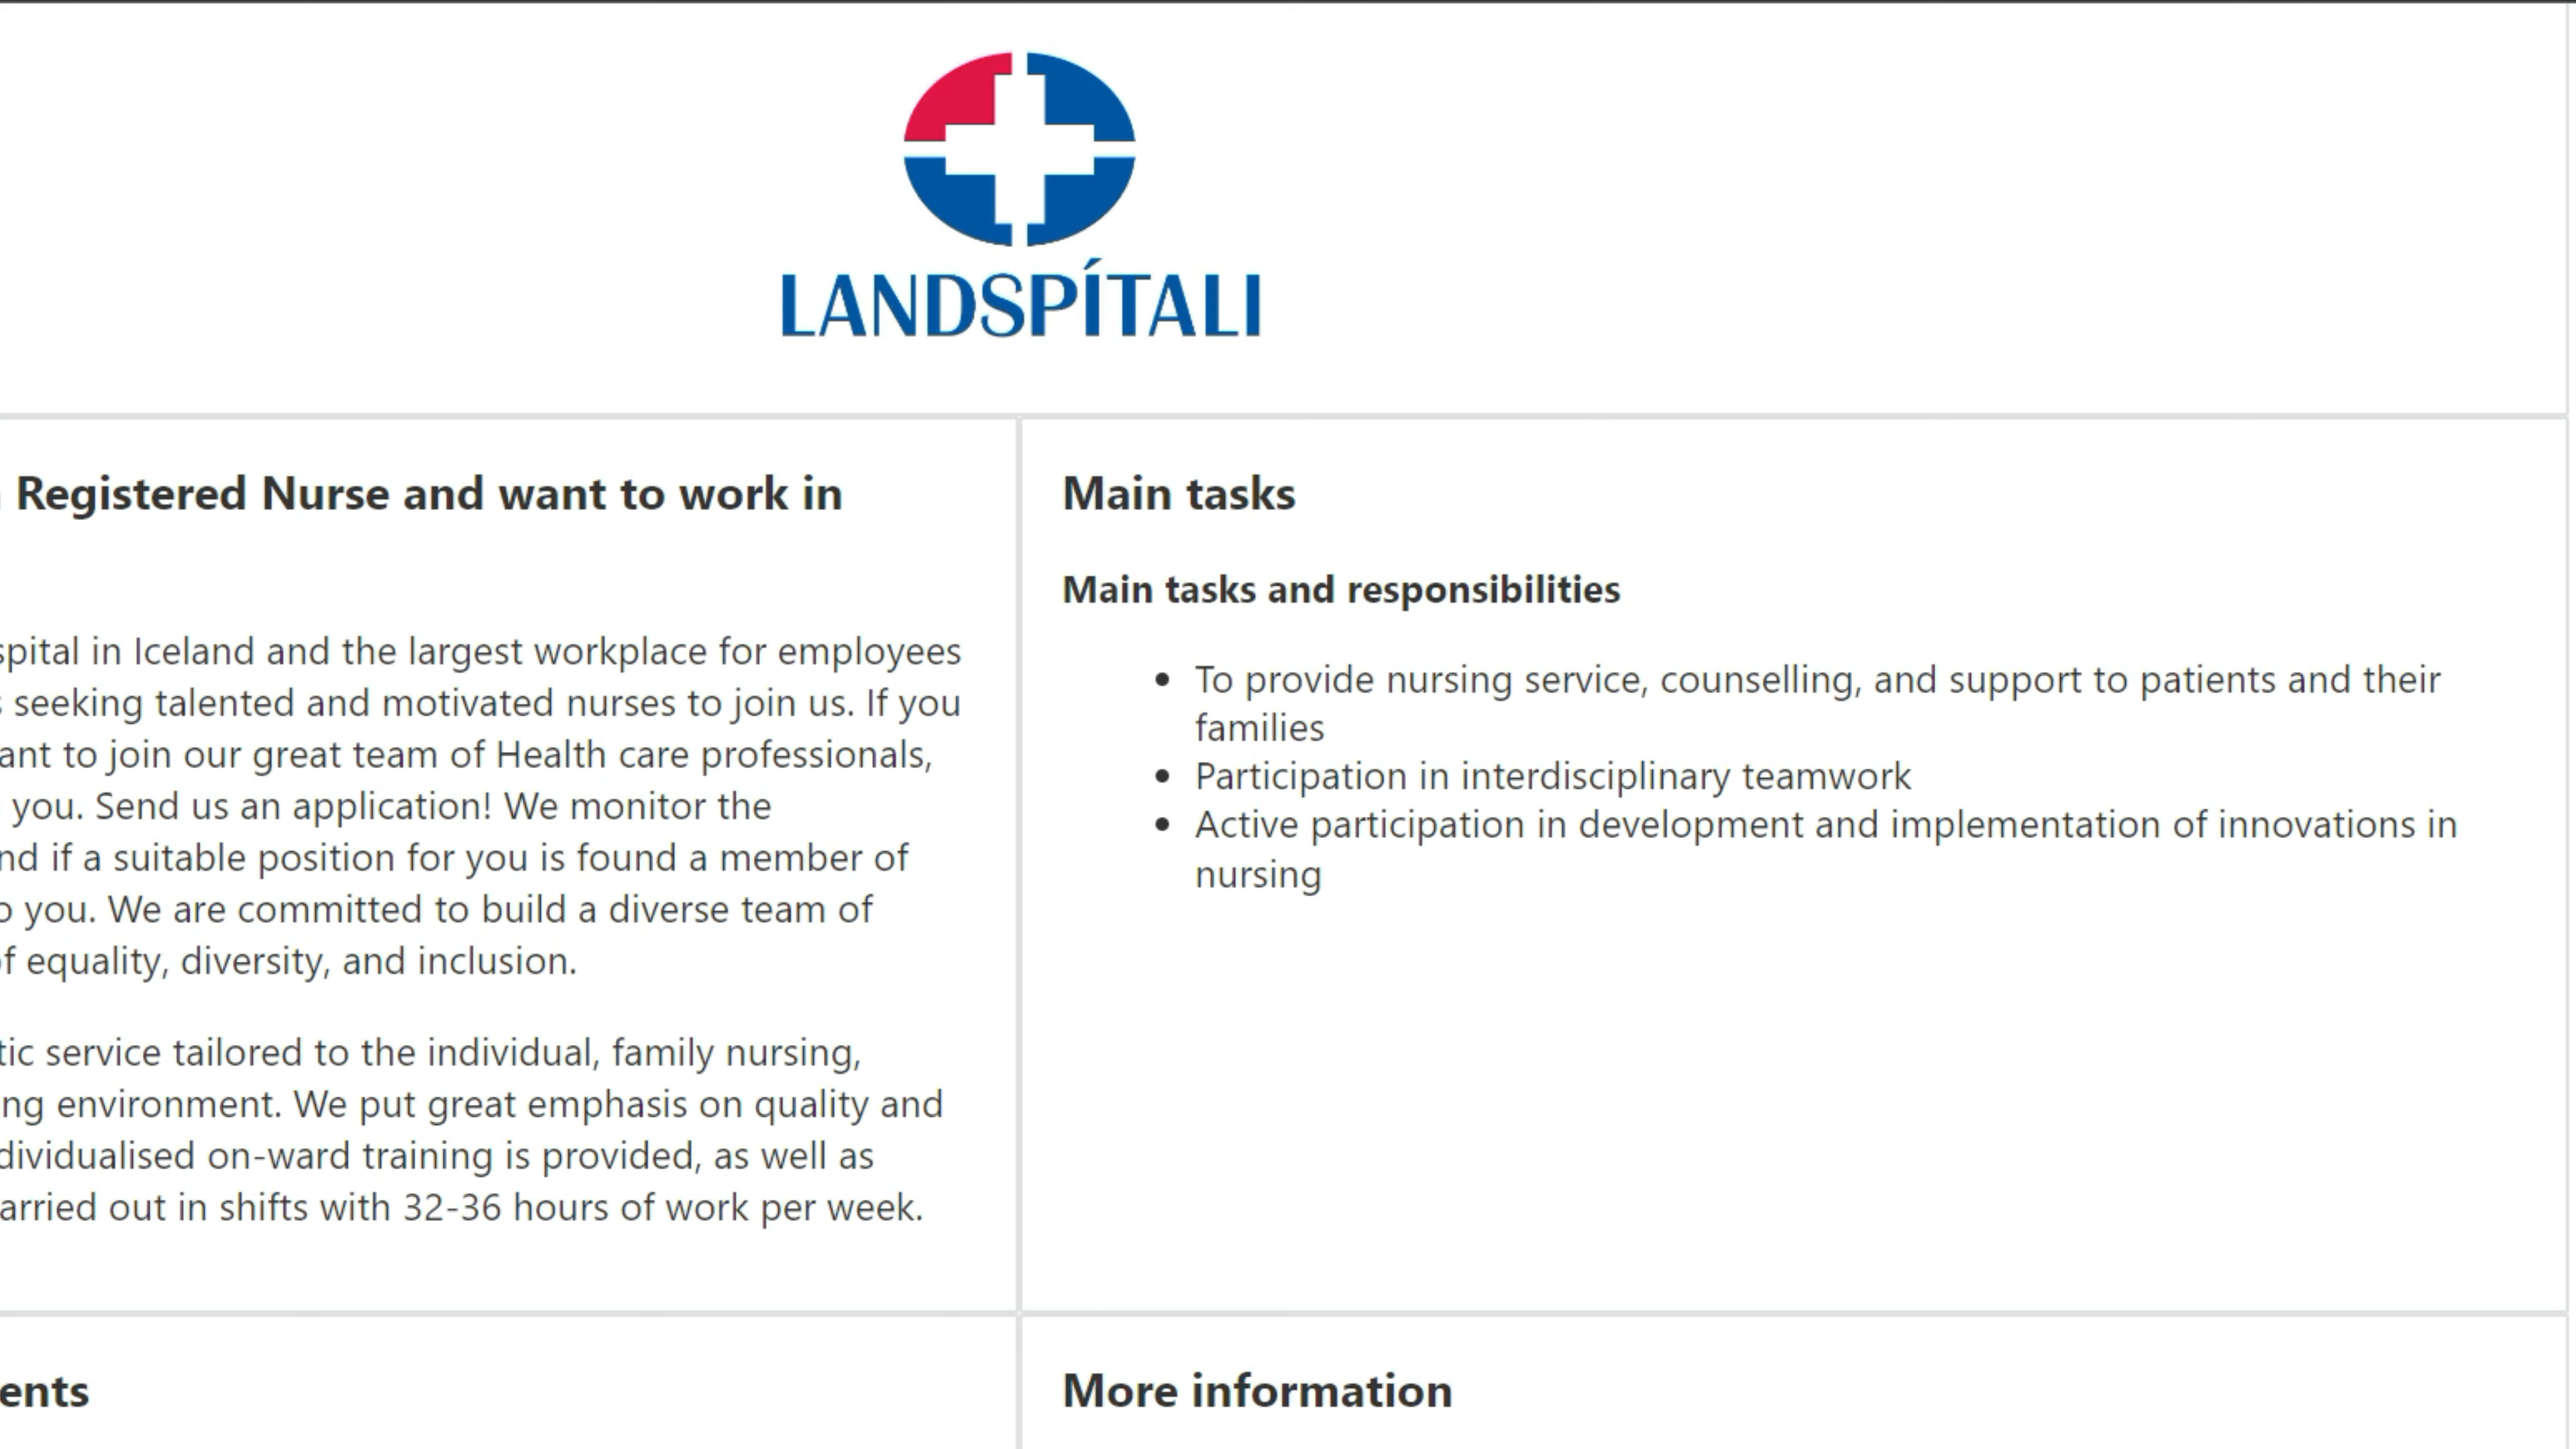 LANDSPÍTALI
Registered Nurse and want to work in
spital in Iceland and the largest workplace for employees
seeking talented and motivated nurses to join us. If you
ant to join our great team of Health care professionals,
you. Send us an application! We monitor the
nd if a suitable position for you is found a member of
o you. We are committed to build a diverse team of
of equality, diversity, and inclusion.
tic service tailored to the individual, family nursing,
ng environment. We put great emphasis on quality and
dividualised on-ward training is provided, as well as
arried out in shifts with 32-36 hours of work per week.
Main tasks
Main tasks and responsibilities
• To provide nursing service, counselling, and support to patients and their
families
• Participation in interdisciplinary teamwork
• Active participation in development and implementation of innovations in
nursing
ents
More information